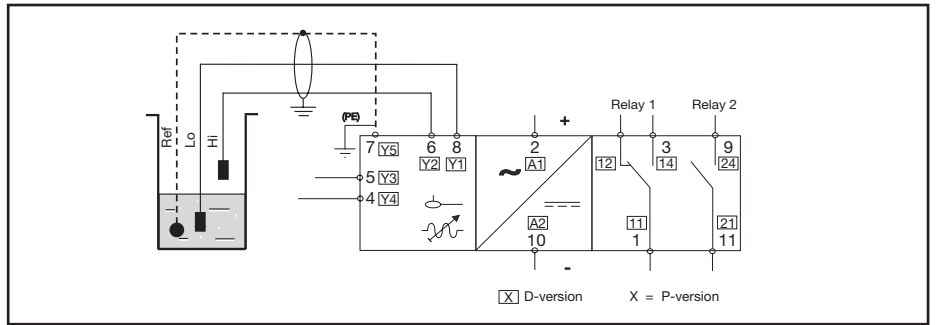 Relay 1 Relay 2
(PE)
+
Ref
Lo
Hi
7 Y5 6 8 2 3 9
Y2 Y1 A1 12 14 24
5 Y3
4 Y4
A2 11 21
10 1 11
-
X D-version X = P-version